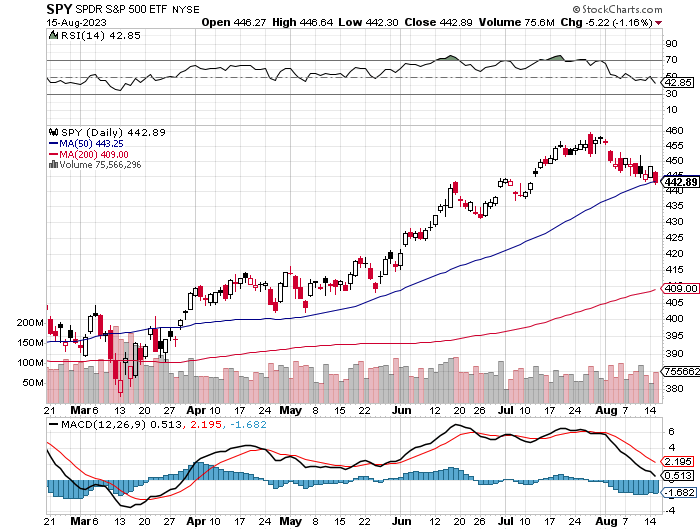 SPY SPDR S&P 500 ETF NYSE © StockCharts.com
15-Aug-2023 Open 446.27 High 446.64 Low 442.30 Close 442.89 Volume 75.6M Chg -5.22 (-1.16%)
RSI(14) 42.85
90
70
50
42.85
30
10
SPY (Daily) 442.89
MA(50) 443.25
MA(200) 409.00
Volume 75,566,296
460
455
450
445
442.89
440
435
430
425
420
415
409.00
405
400
395
390
385
380
200M
150M
100M
50M
75566296
21 Mar 6 13 20 27 Apr 10 17 24 May 8 15 22 Jun 12 20 26 Jul 10 17 24 Aug 7 14
MACD(12,26,9) 0.513, 2.195, -1.682
6
4
2.195
0.513
-1.682
-4
21 Mar 6 13 20 27 Apr 10 17 24 May 8 15 22 Jun 12 20 26 Jul 10 17 24 Aug 7 14